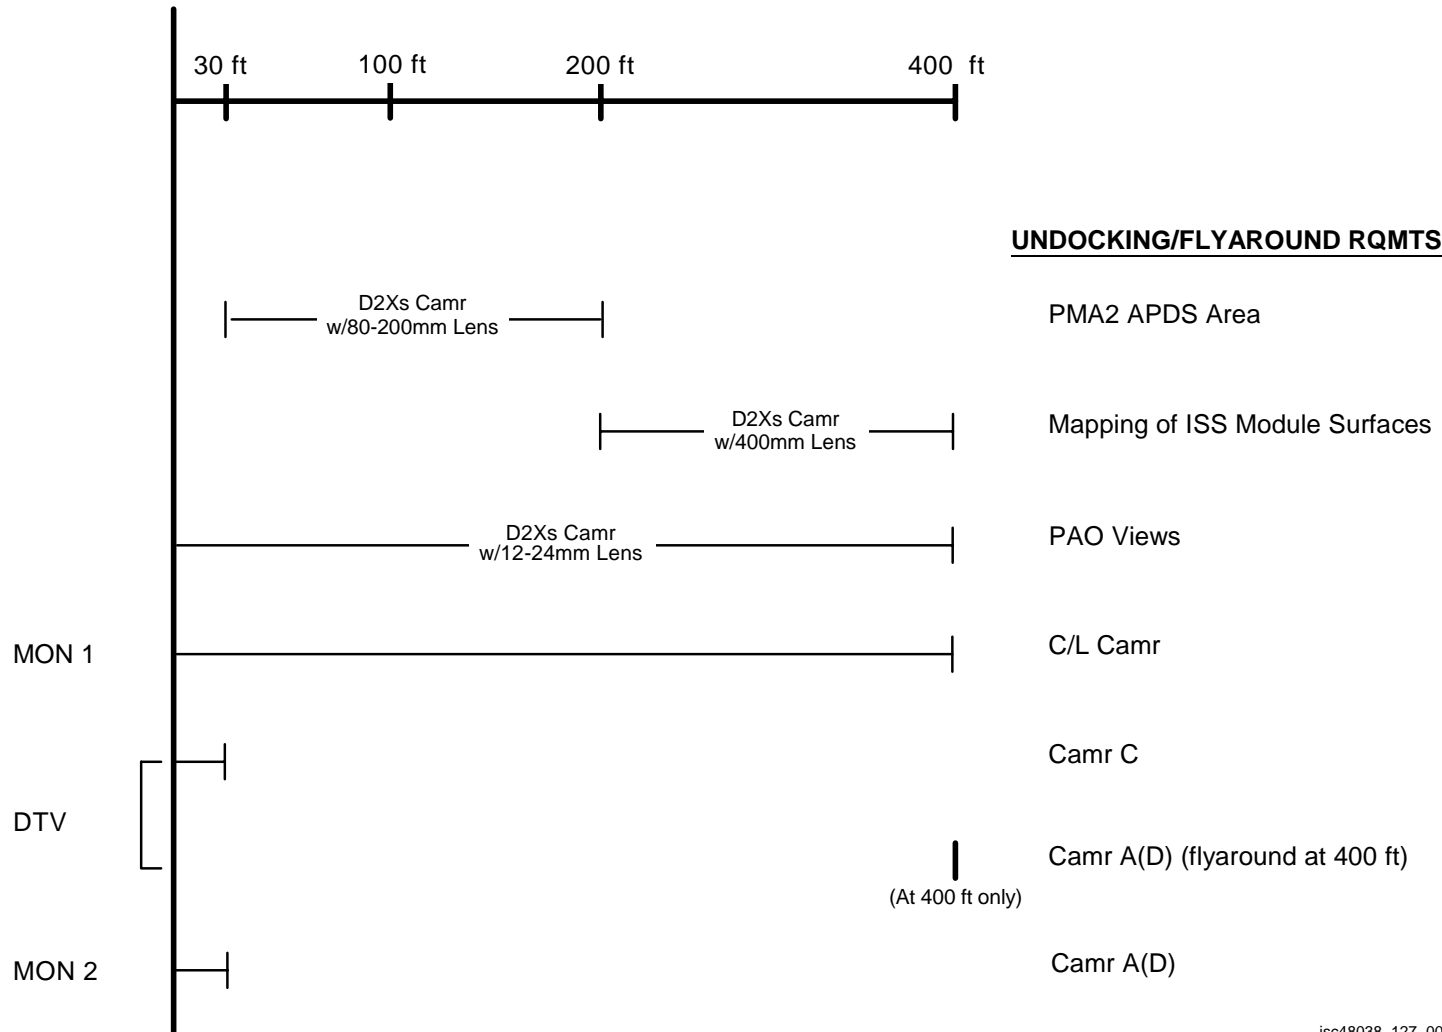 30 ft 100 ft 200 ft 400 ft
UNDOCKING/FLYAROUND RQMTS
D2Xs Camr
w/80-200mm Lens
PMA2 APDS Area
D2Xs Camr
w/400mm Lens
Mapping of ISS Module Surfaces
D2Xs Camr
w/12-24mm Lens
PAO Views
MON 1
C/L Camr
Camr C
DTV
Camr A(D) (flyaround at 400 ft)
(At 400 ft only)
MON 2
Camr A(D)